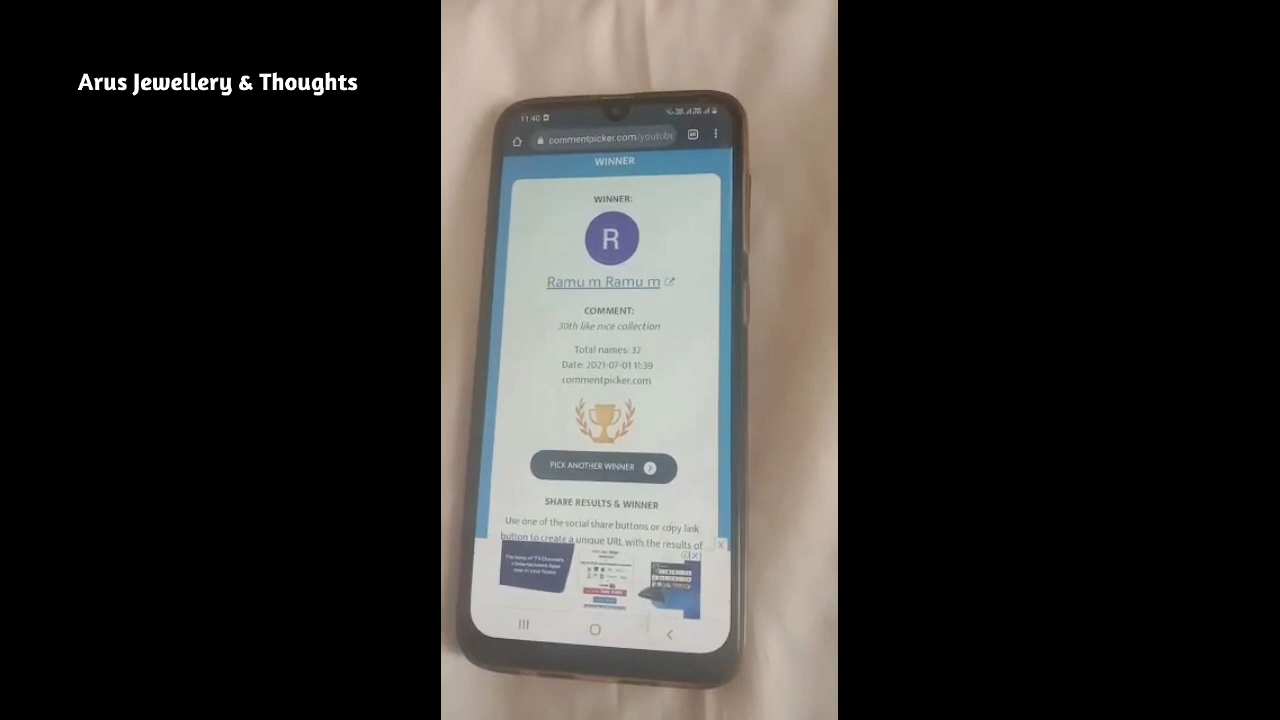 Arus Jewellery & Thoughts
11:40
commentpicker.com/youtube
WINNER
WINNER:
R
Ramu m Ramu m
COMMENT:
30th like nice collection
Total names: 32
Date: 2021-07-01 11:39
commentpicker.com
PICK ANOTHER WINNER
SHARE RESULTS & WINNER
Use one of the social share buttons or copy link
button to create a unique URL with the results of